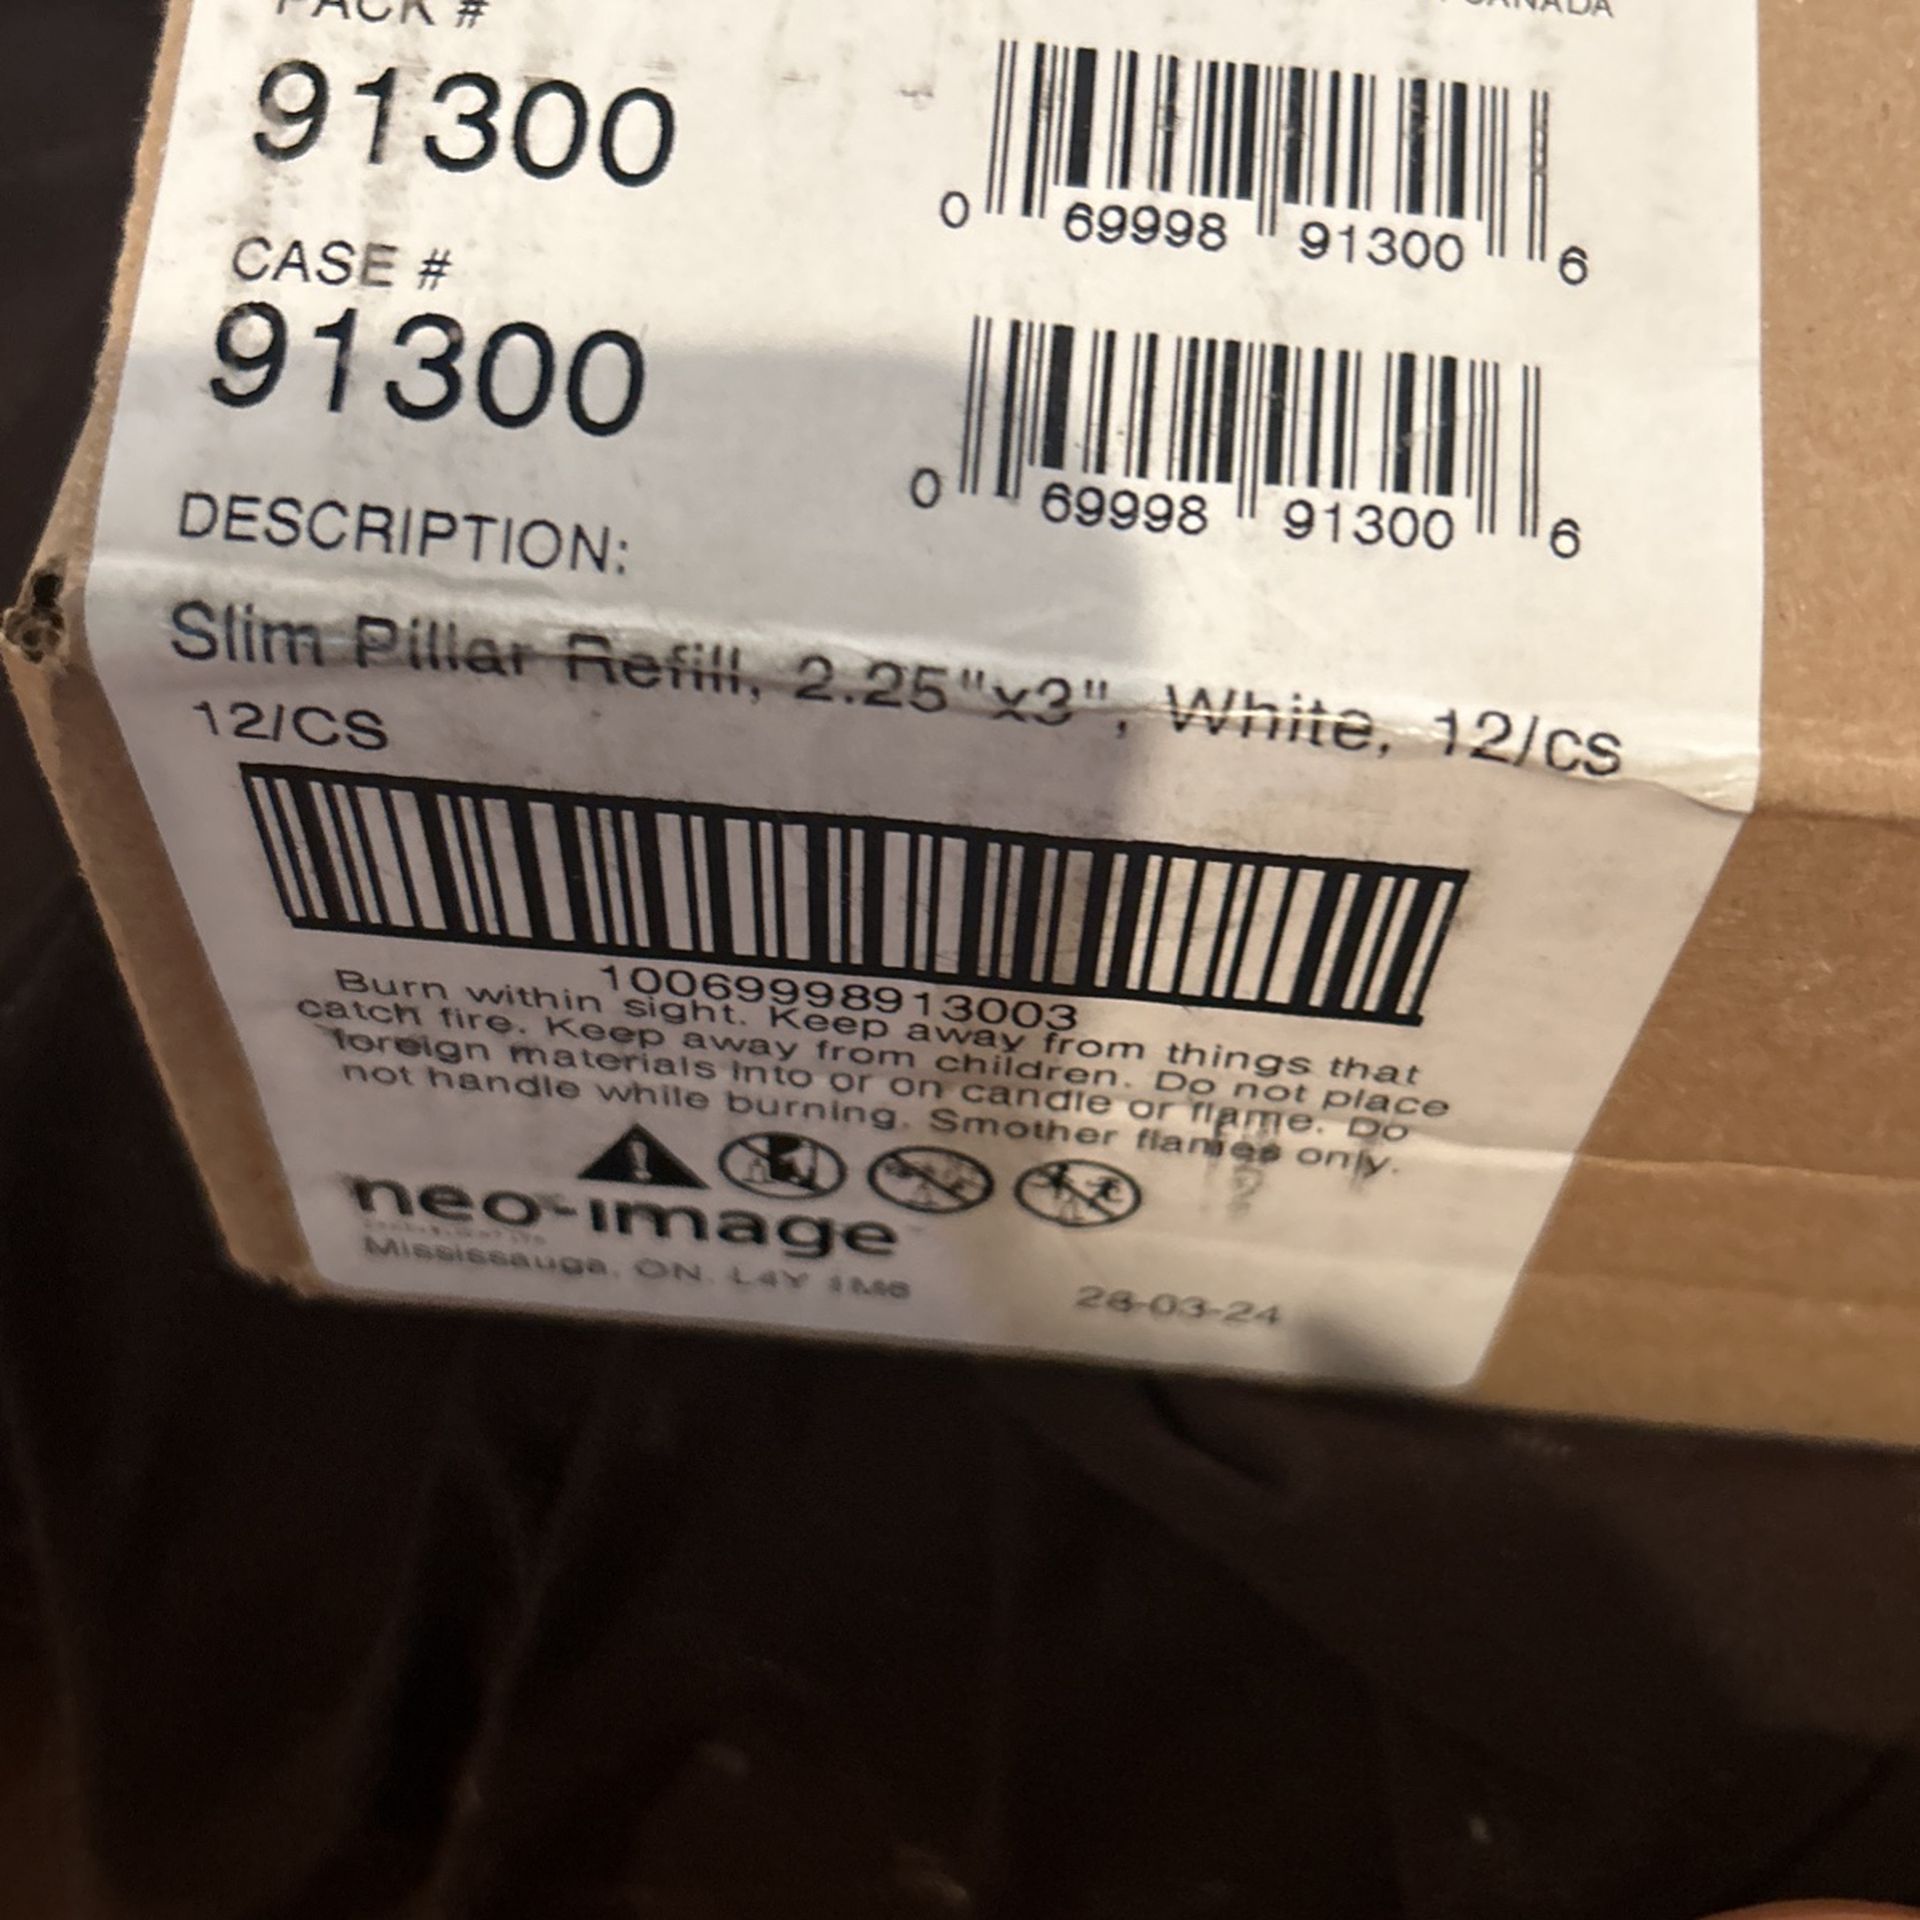 PACK #
CANADA
91300
0 69998 91300 6
CASE #
91300
0 69998 91300 6
DESCRIPTION:
Slim Pillar Refill, 2.25"x3", White, 12/CS
12/CS
10069998913003
Burn within sight. Keep away from things that
catch fire. Keep away from children. Do not place
foreign materials into or on candle or flame. Do
not handle while burning. Smother flames only.
neo-image
Mississauga, ON. L4Y
28-03-24